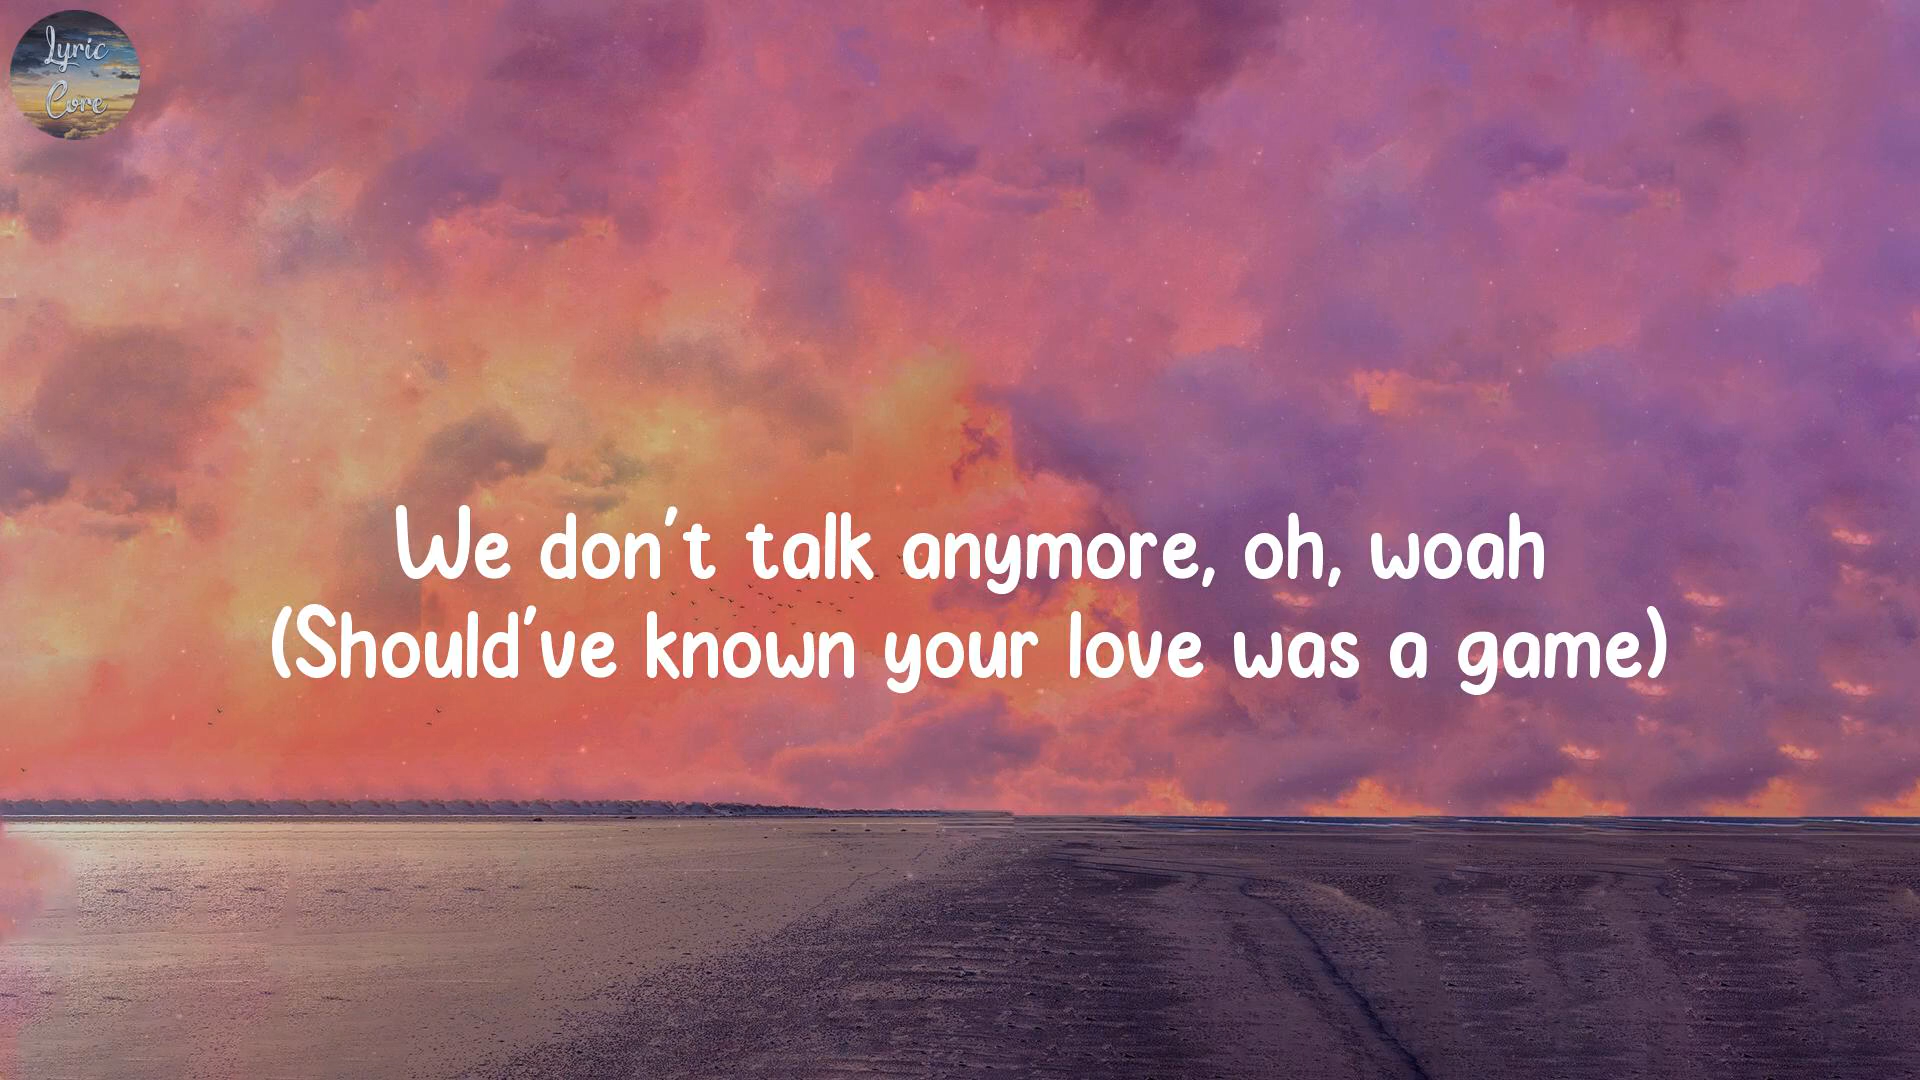 Lyric
Core
We don't talk anymore, oh, woah
(Should've known your love was a game)